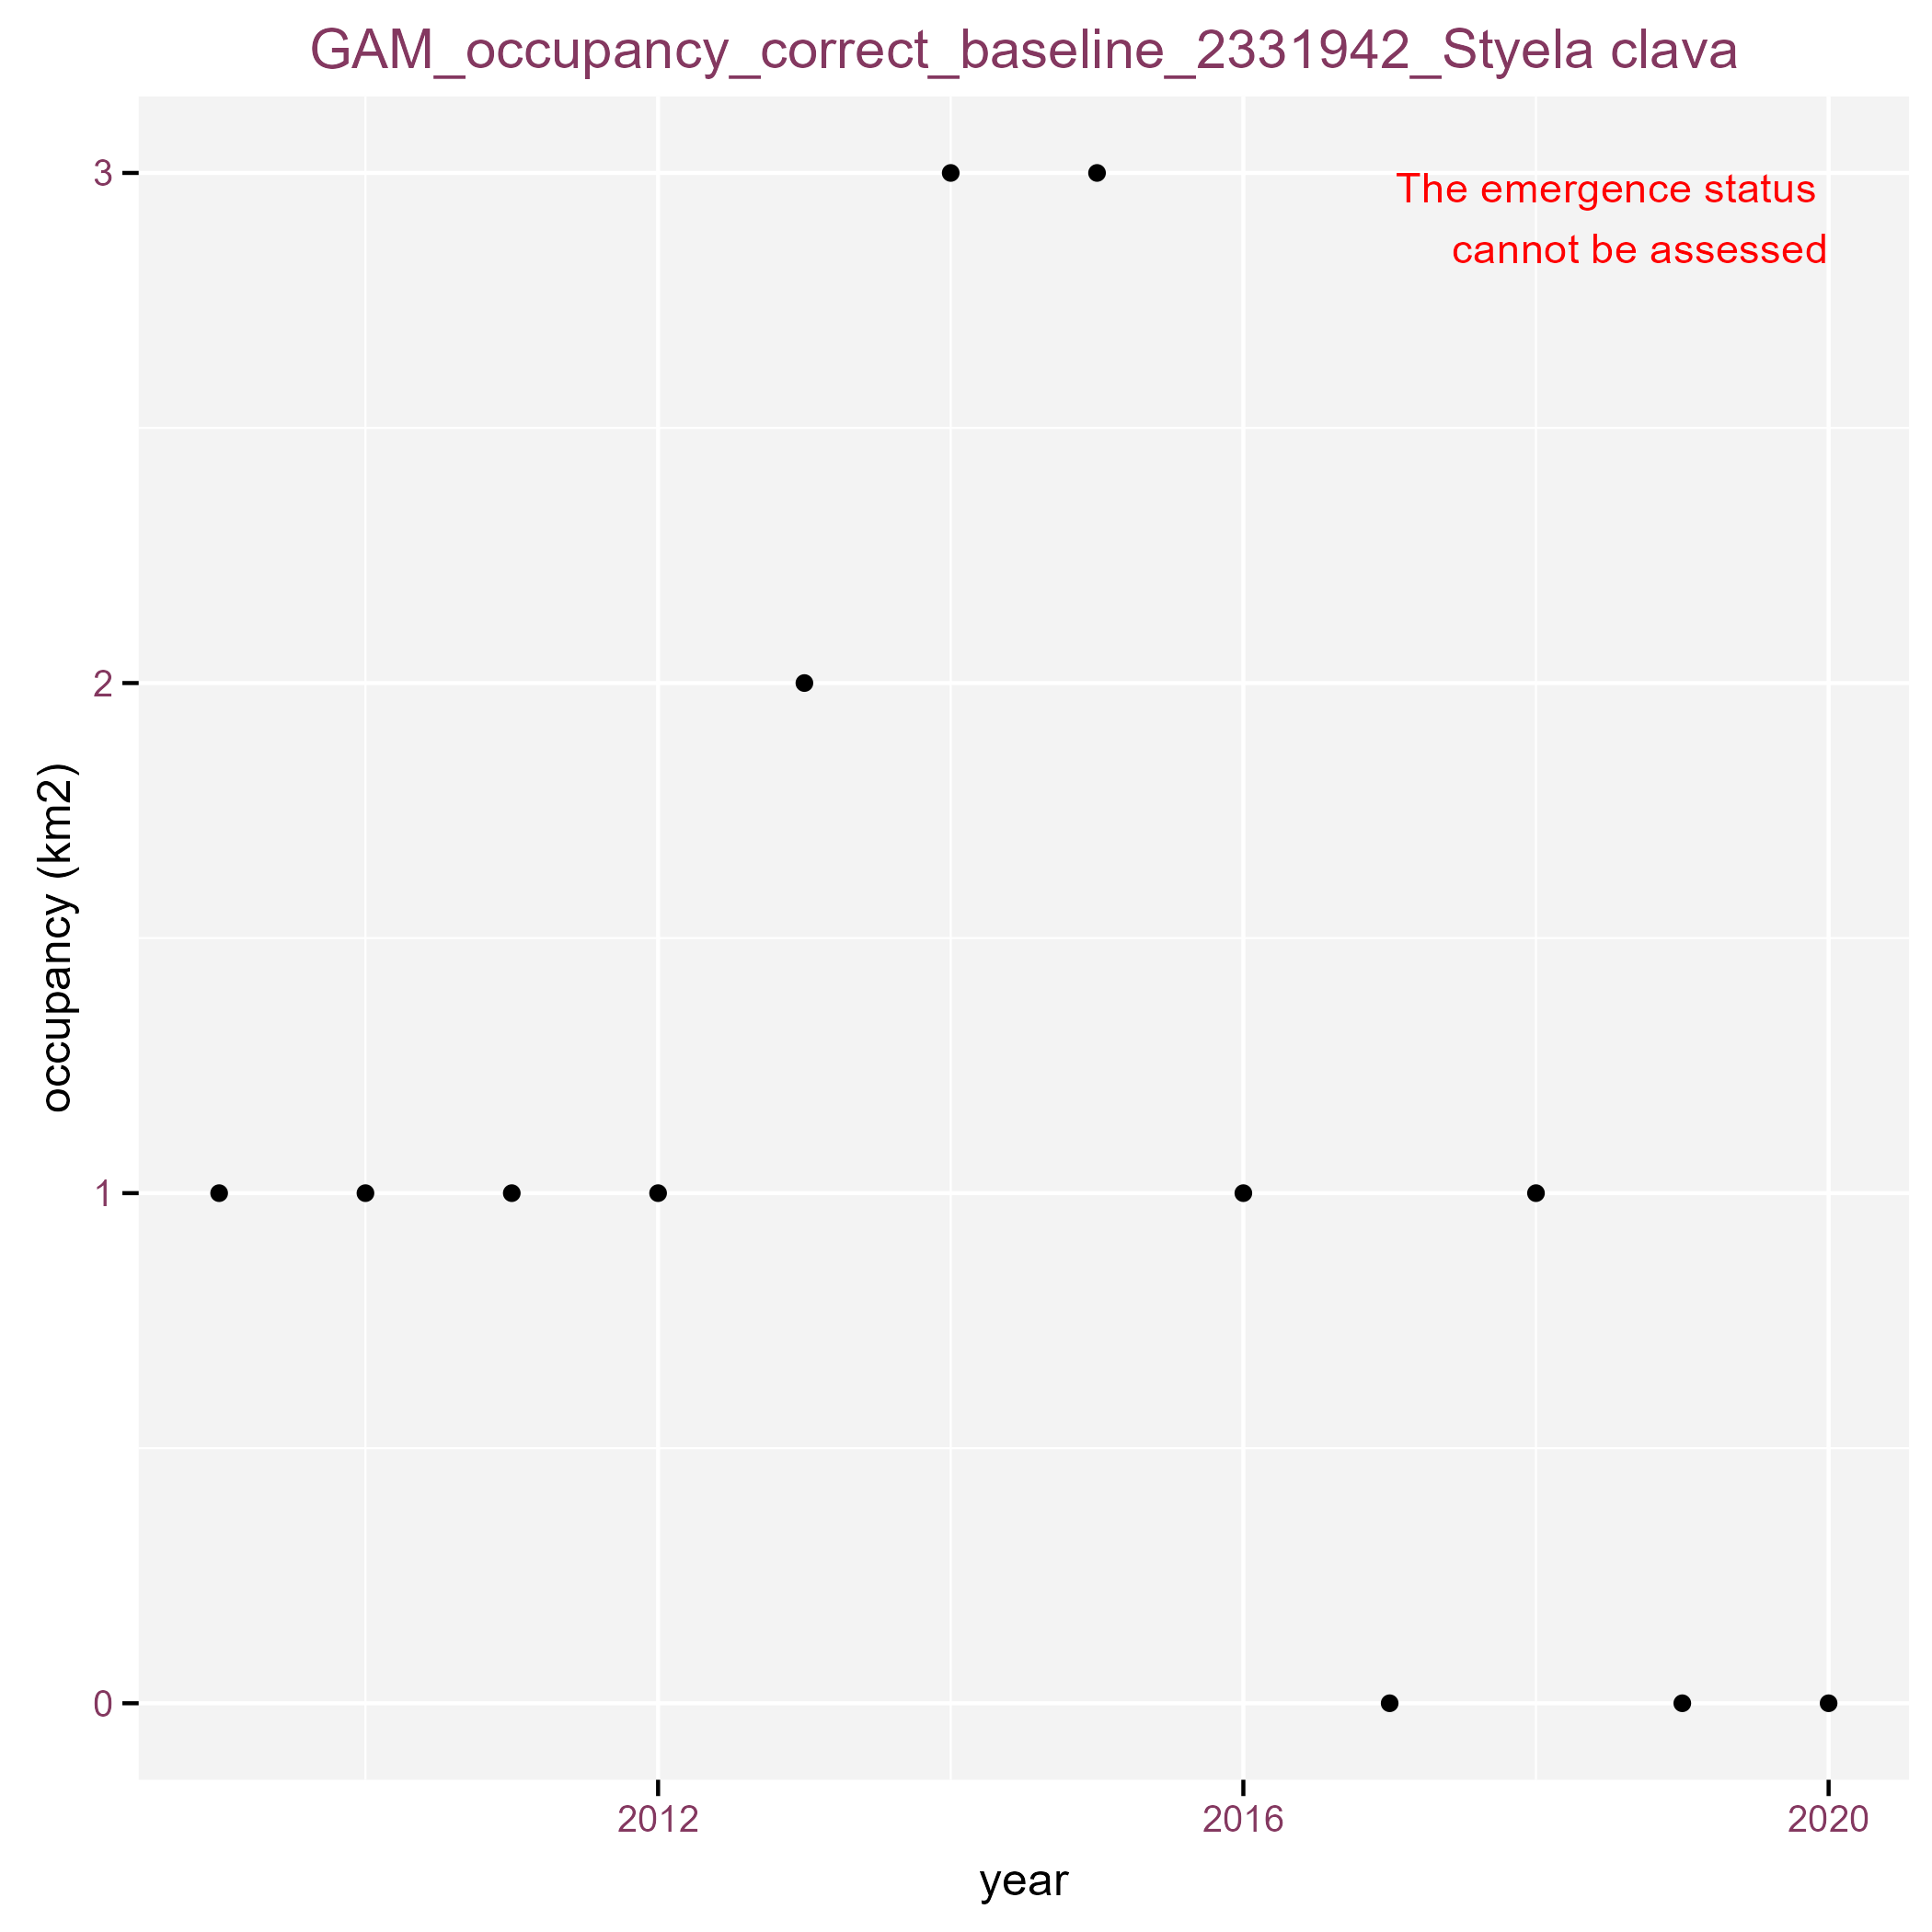 GAM_occupancy_correct_baseline_2331942_Styela clava
3
The emergence status
cannot be assessed
2
occupancy (km2)
1
0
2012
2016
2020
year